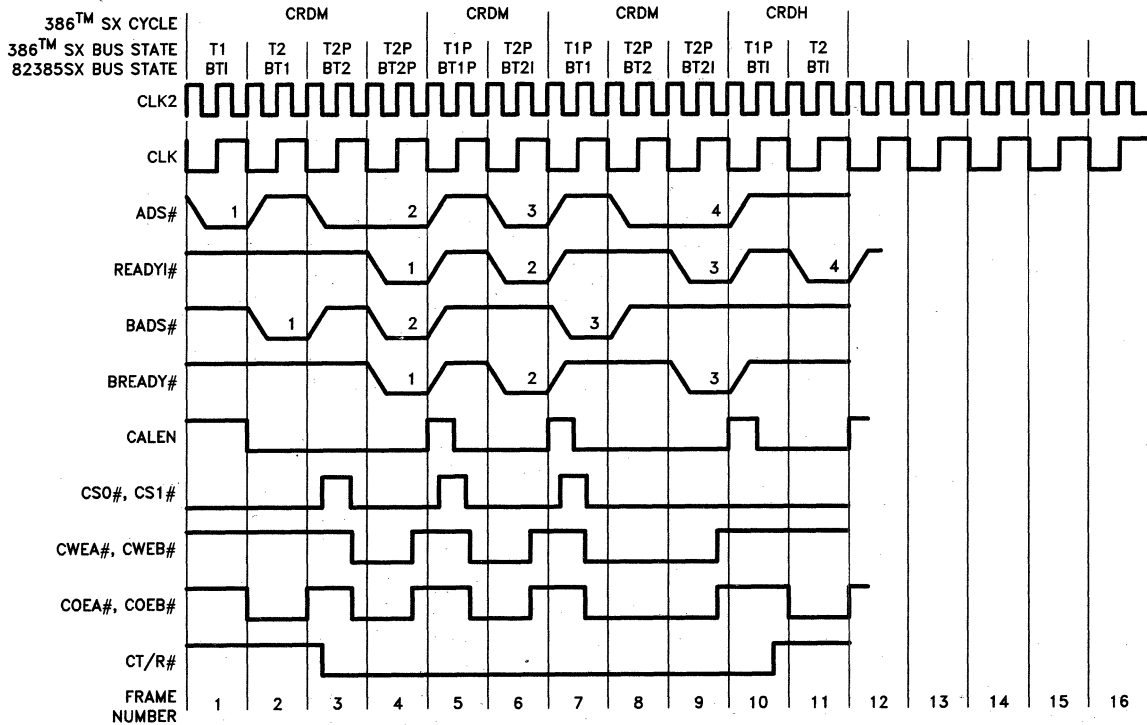 386™ SX CYCLE CRDM CRDM CRDM CRDH
386™ SX BUS STATE T1 T2 T2P T2P T1P T2P T1P T2P T2P T1P T2
82385SX BUS STATE BTI BT1 BT2 BT2P BT1P BT2I BT1 BT2 BT2I BTI BTI
CLK2
CLK
ADS# 1 2 3 4
READYI# 1 2 3 4
BADS# 1 2 3
BREADY# 1 2 3
CALEN
CS0#, CS1#
CWEA#, CWEB#
COEA#, COEB#
CT/R#
FRAME
NUMBER 1 2 3 4 5 6 7 8 9 10 11 12 13 14 15 16